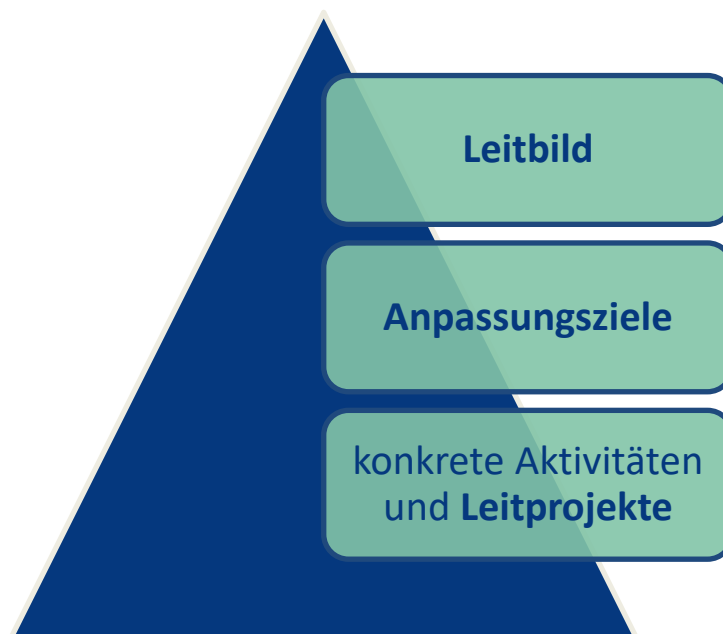 Leitbild
Anpassungsziele
konkrete Aktivitäten
und Leitprojekte